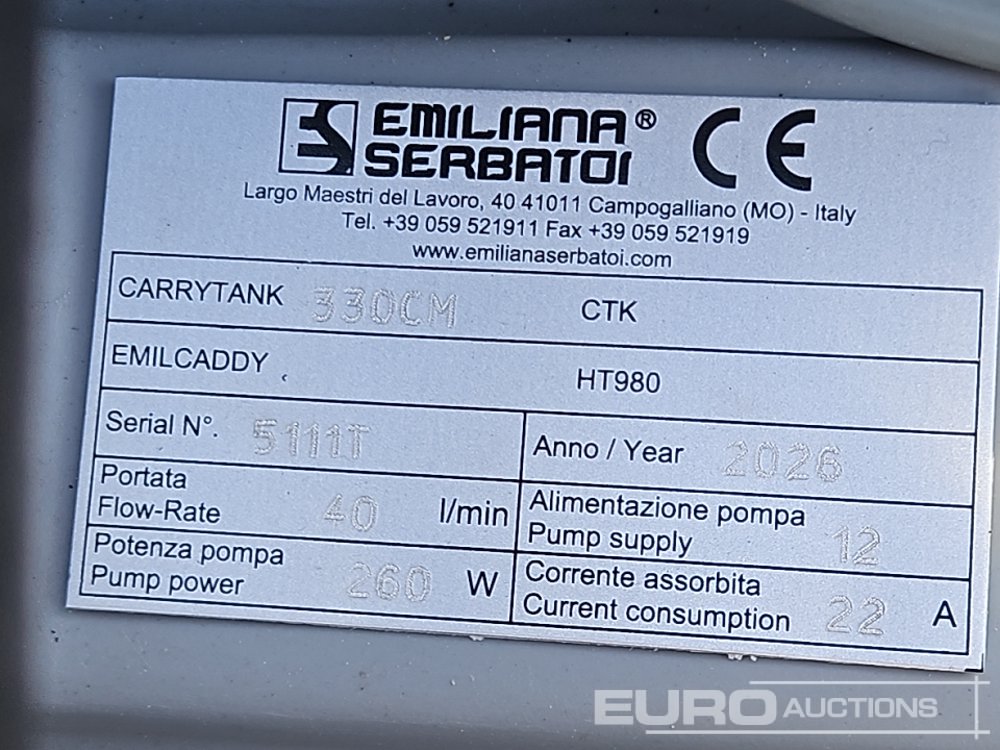 EMILIANA®
SERBATOI
CE
Largo Maestri del Lavoro, 40 41011 Campogalliano (MO) - Italy
Tel. +39 059 521911 Fax +39 059 521919
www.emilianaserbatoi.com
CARRYTANK 330CM CTK
EMILCADDY HT980
Serial N°. 5111T Anno / Year 2026
Portata
Flow-Rate 40 l/min
Alimentazione pompa
Pump supply 12
Potenza pompa
Pump power 260 W
Corrente assorbita
Current consumption 22 A
EURO AUCTIONS